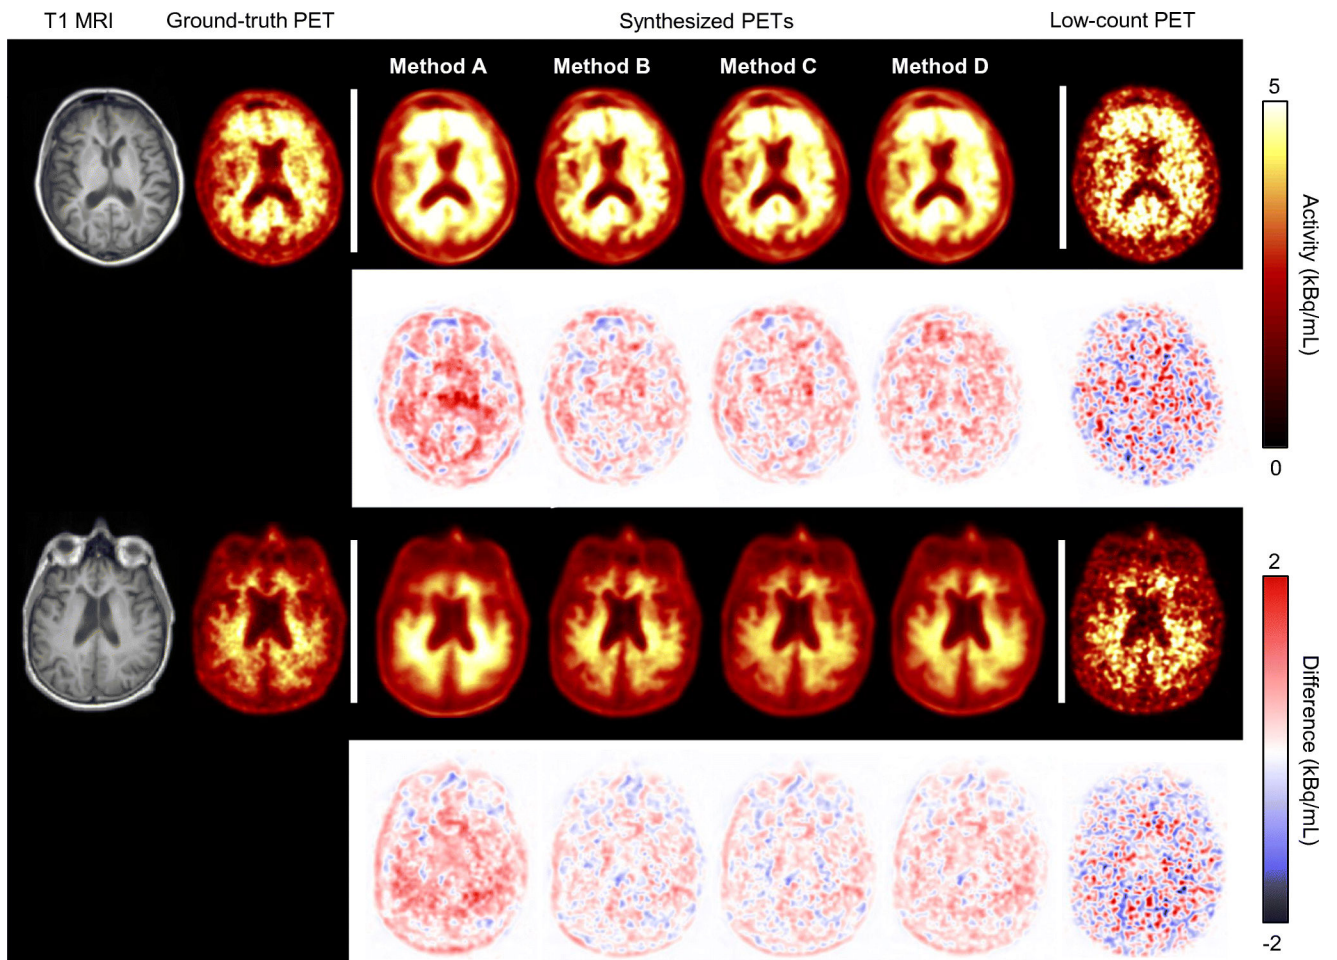 T1 MRI Ground-truth PET Synthesized PETs Low-count PET
Method A Method B Method C Method D
5
Activity (kBq/mL)
0
2
Difference (kBq/mL)
-2